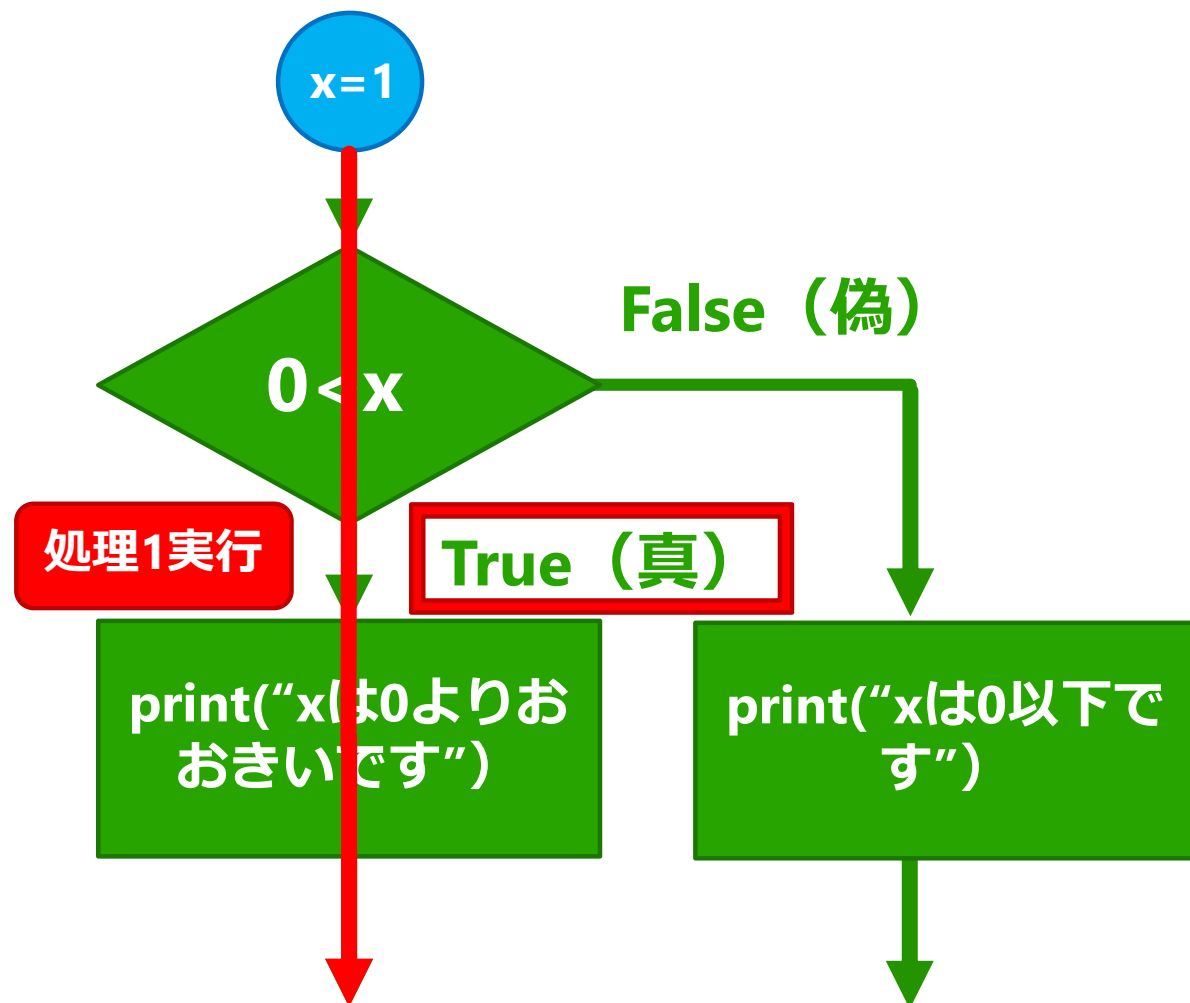 x=1
0<x
False（偽）
処理1実行
True（真）
print(“xは0よりお
おきいです”）
print(“xは0以下で
す”）